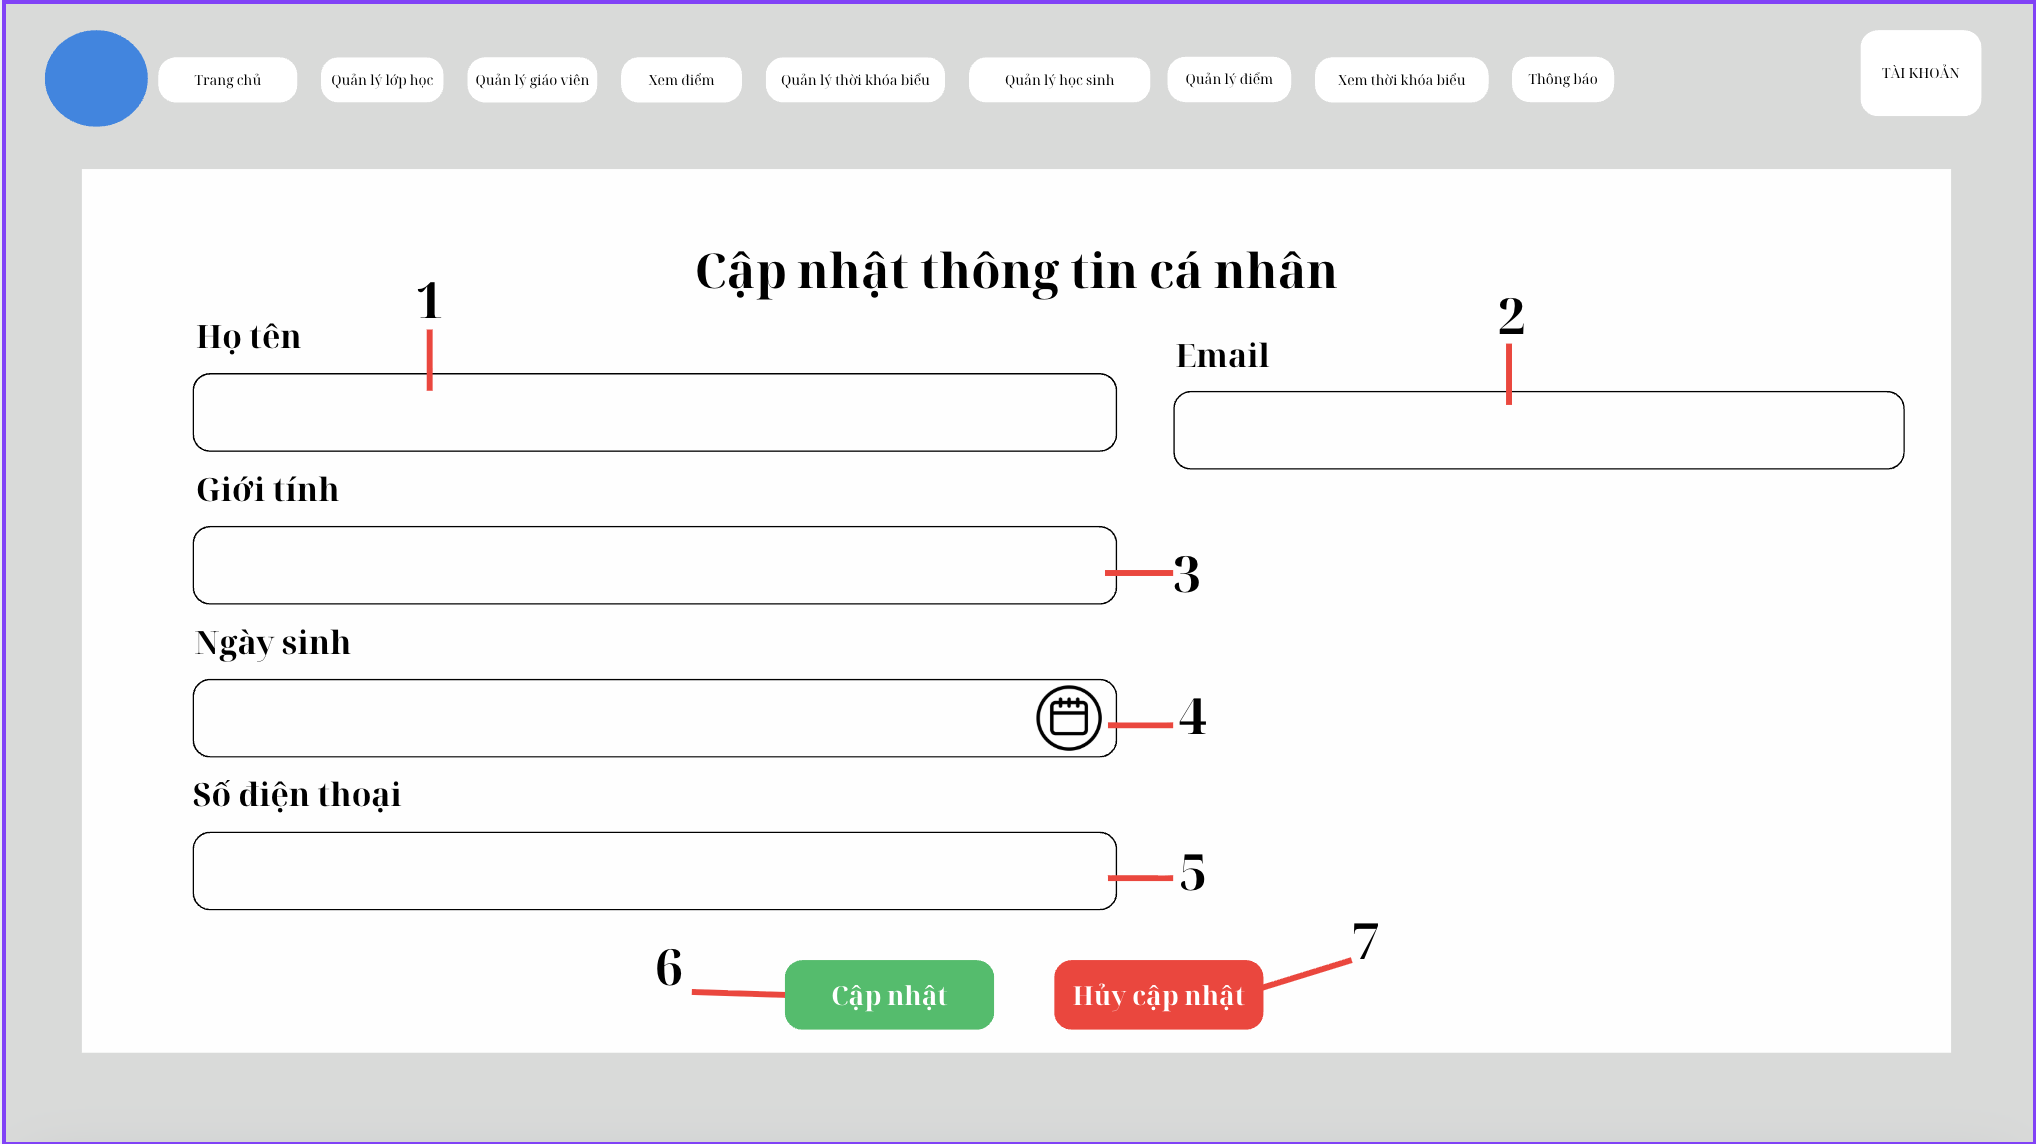 Trang chủ
Quản lý lớp học
Quản lý giáo viên
Xem điểm
Quản lý thời khóa biểu
Quản lý học sinh
Quản lý điểm
Xem thời khóa biểu
Thông báo
TÀI KHOẢN
Cập nhật thông tin cá nhân
1
2
Họ tên
Email
Giới tính
3
Ngày sinh
4
Số điện thoại
5
6
7
Cập nhật
Hủy cập nhật